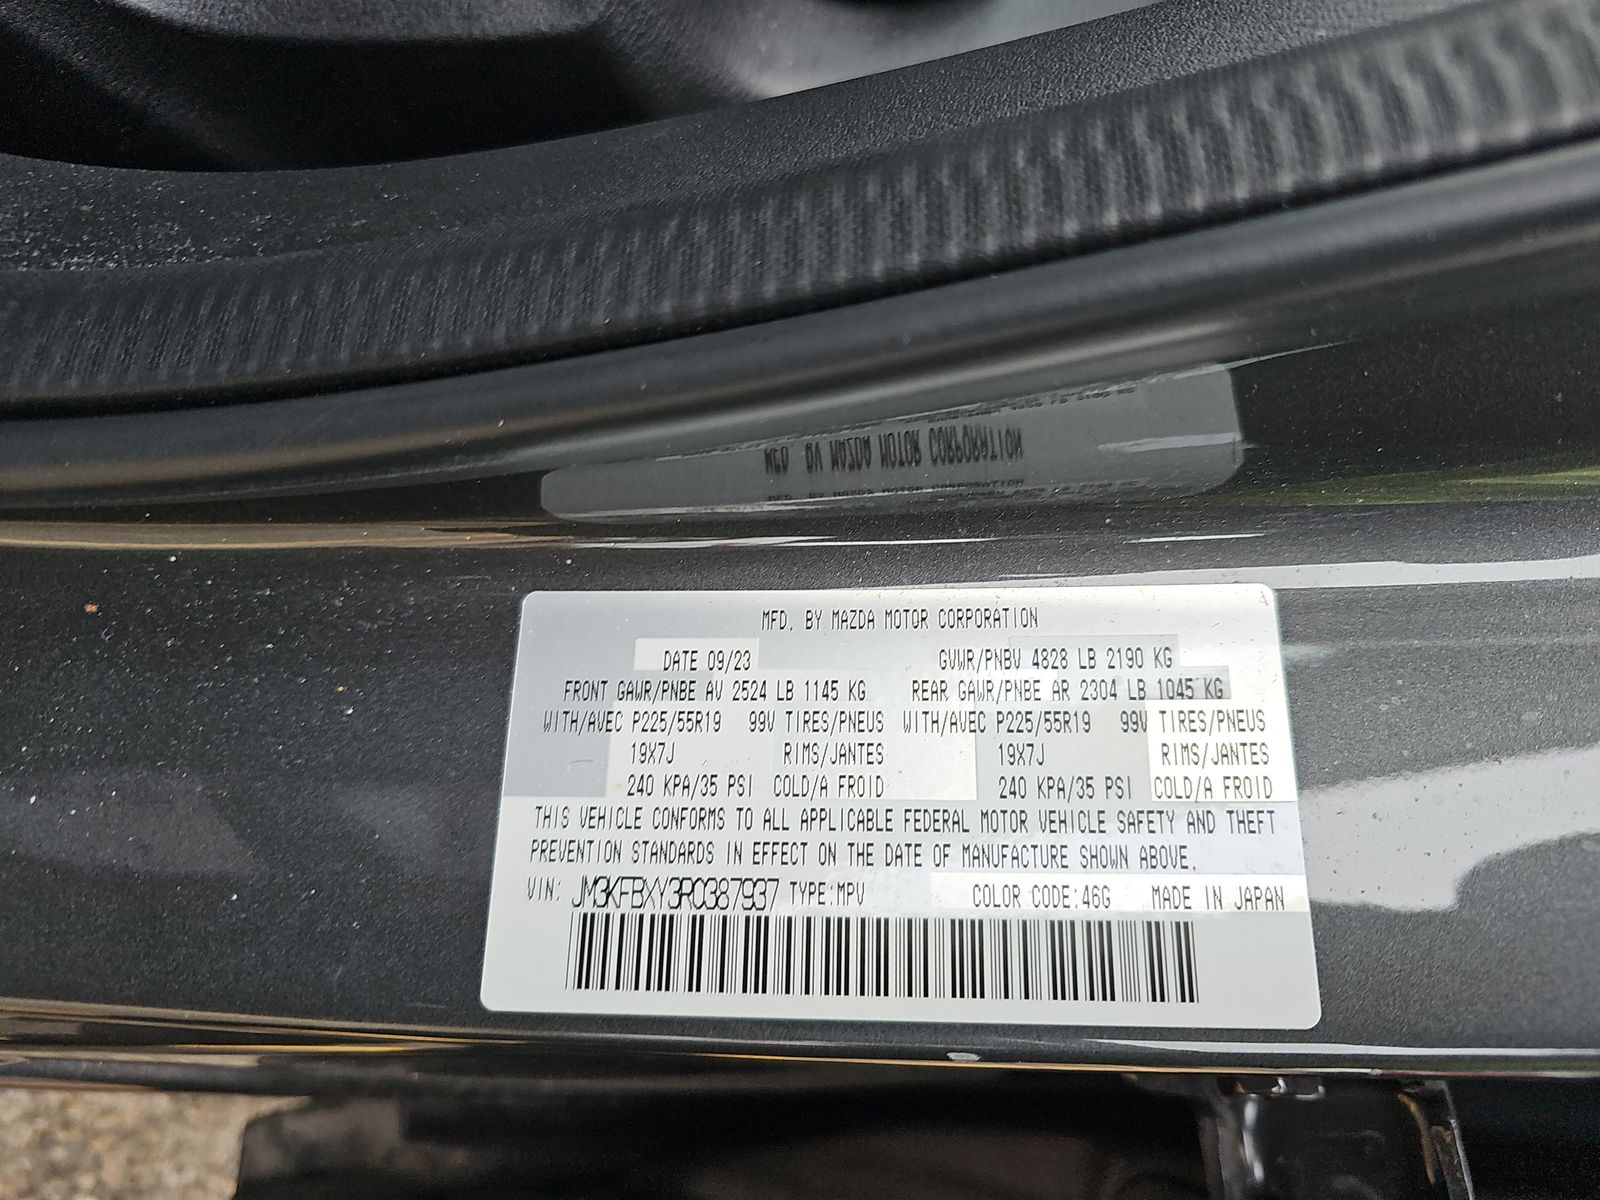 MFD. BY MAZDA MOTOR CORPORATION
DATE 09/23 GVWR/PNBV 4828 LB 2190 KG
FRONT GAWR/PNBE AV 2524 LB 1145 KG REAR GAWR/PNBE AR 2304 LB 1045 KG
WITH/AVEC P225/55R19 99V TIRES/PNEUS WITH/AVEC P225/55R19 99V TIRES/PNEUS
19X7J RIMS/JANTES 19X7J RIMS/JANTES
240 KPA/35 PSI COLD/A FROID 240 KPA/35 PSI COLD/A FROID
THIS VEHICLE CONFORMS TO ALL APPLICABLE FEDERAL MOTOR VEHICLE SAFETY AND THEFT
PREVENTION STANDARDS IN EFFECT ON THE DATE OF MANUFACTURE SHOWN ABOVE.
VIN: JM3KFBXY3R0387937 TYPE:MPV COLOR CODE:46G MADE IN JAPAN